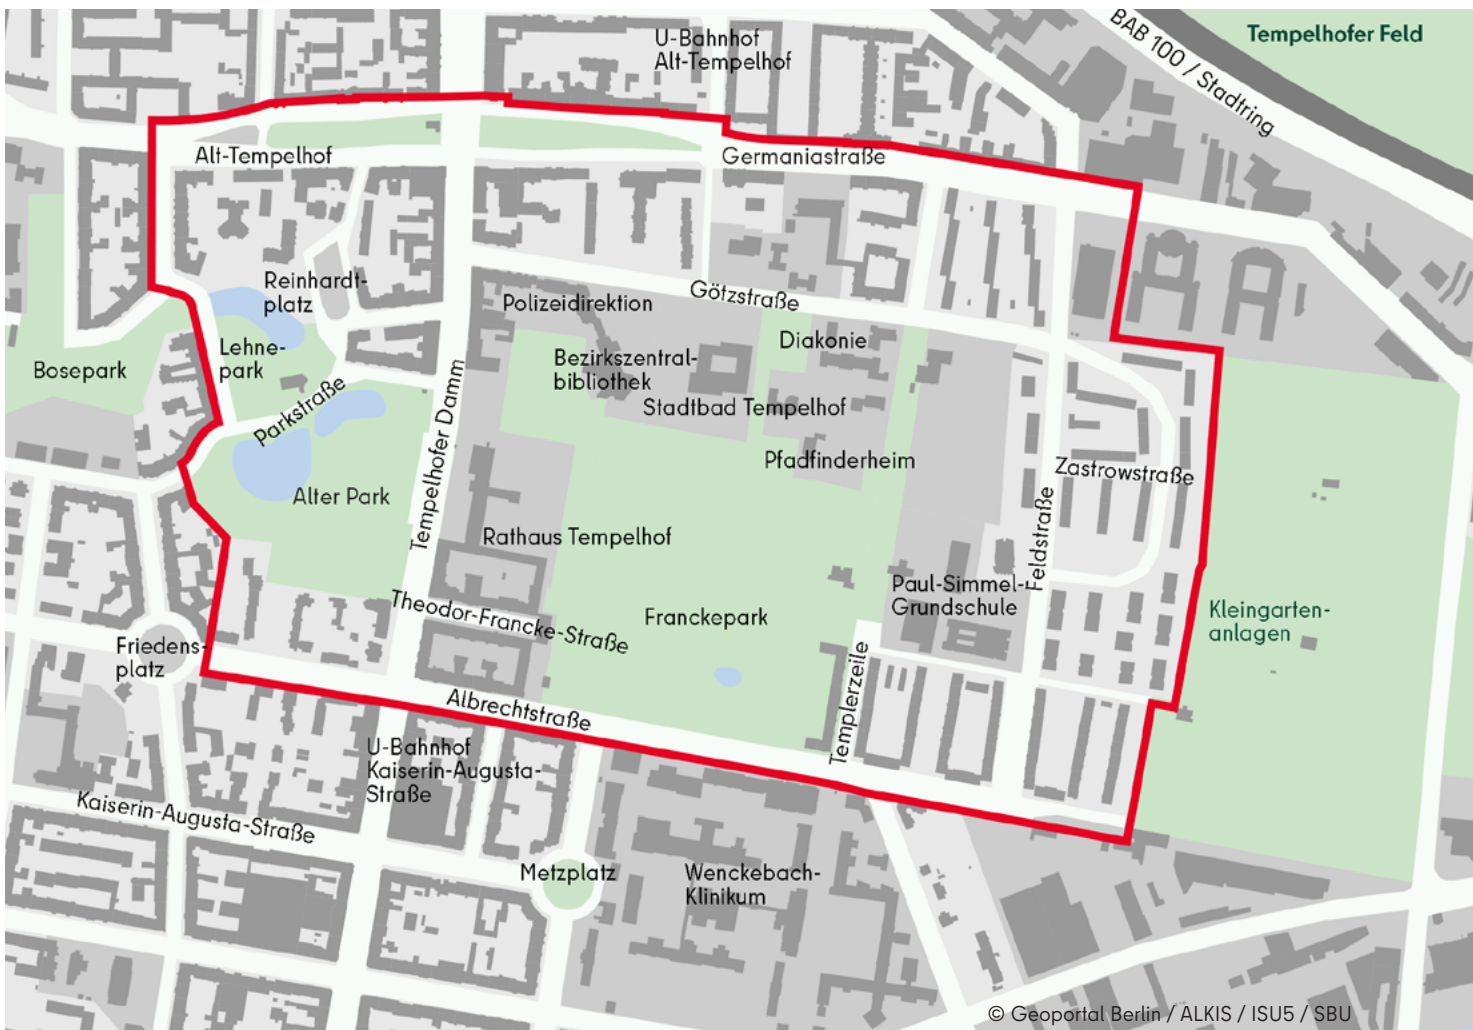 BAB 100 / Stadtring
Tempelhofer Feld
U-Bahnhof
Alt-Tempelhof
Alt-Tempelhof
Germaniastraße
Reinhardt-
platz
Polizeidirektion
Götzstraße
Diakonie
Lehne-
park
Bosepark
Bezirkszentral-
bibliothek
Stadtbad Tempelhof
Parkstraße
Tempelhofer Damm
Pfadfinderheim
Zastrowstraße
Alter Park
Rathaus Tempelhof
Feldstraße
Paul-Simmel-
Grundschule
Theodor-Francke-Straße
Franckepark
Kleingarten-
anlagen
Friedens-
platz
Templerzeile
Albrechtstraße
U-Bahnhof
Kaiserin-Augusta-
Straße
Kaiserin-Augusta-Straße
Metzplatz
Wenckebach-
Klinikum
© Geoportal Berlin / ALKIS / ISU5 / SBU